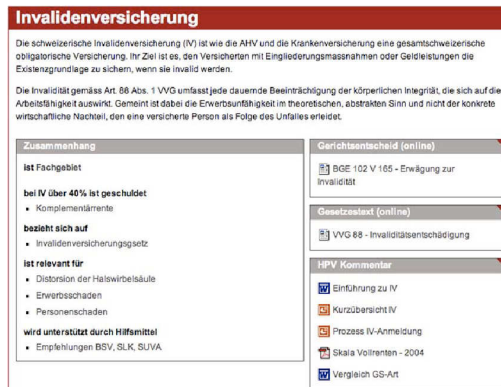 Invalidenversicherung
Die schweizerische Invalidenversicherung (IV) ist wie die AHV und die Krankenversicherung eine gesamtschweizerische
obligatorische Versicherung. Ihr Ziel ist es, den Versicherten mit Eingliederungsmassnahmen oder Geldleistungen die
Existenzgrundlage zu sichern, wenn sie invalid werden.
Die Invalidität gemäss Art. 88 Abs. 1 VVG umfasst jede dauernde Beeinträchtigung der körperlichen Integrität, die sich auf die
Arbeitsfähigkeit auswirkt. Gemeint ist dabei die Erwerbsunfähigkeit im theoretischen, abstrakten Sinn und nicht der konkrete
wirtschaftliche Nachteil, den eine versicherte Person als Folge des Unfalles erleidet.
Zusammenhang
ist Fachgebiet
bei IV über 40% ist geschuldet
Komplementärrente
bezieht sich auf
Invalidenversicherungsgsetz
ist relevant für
Distorsion der Halswirbelsäule
Erwerbsschaden
Personenschaden
wird unterstützt durch Hilfsmittel
Empfehlungen BSV, SLK, SUVA
Gerichtsentscheid (online)
BGE 102 V 165 - Erwägung zur
Invalidität
Gesetzestext (online)
VVG 88 - Invaliditätsentschädigung
HPV Kommentar
Einführung zu IV
Kurzübersicht IV
Prozess IV-Anmeldung
Skala Vollrenten - 2004
Vergleich GS-Art